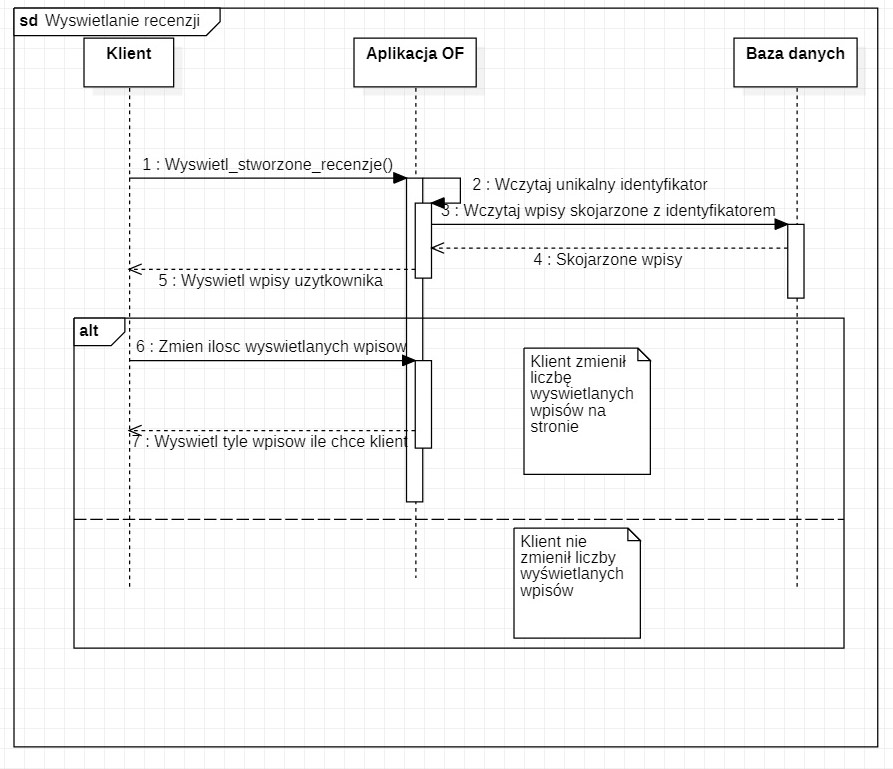 sd Wyswietlanie recenzji
Klient
Aplikacja OF
Baza danych
1 : Wyswietl_stworzone_recenzje()
2 : Wczytaj unikalny identyfikator
3 : Wczytaj wpisy skojarzone z identyfikatorem
4 : Skojarzone wpisy
5 : Wyswietl wpisy uzytkownika
alt
6 : Zmien ilosc wyswietlanych wpisow
Klient zmienił
liczbę
wyswietlanych
wpisów na
stronie
7 : Wyswietl tyle wpisow ile chce klient
Klient nie
zmienił liczby
wyświetlanych
wpisów